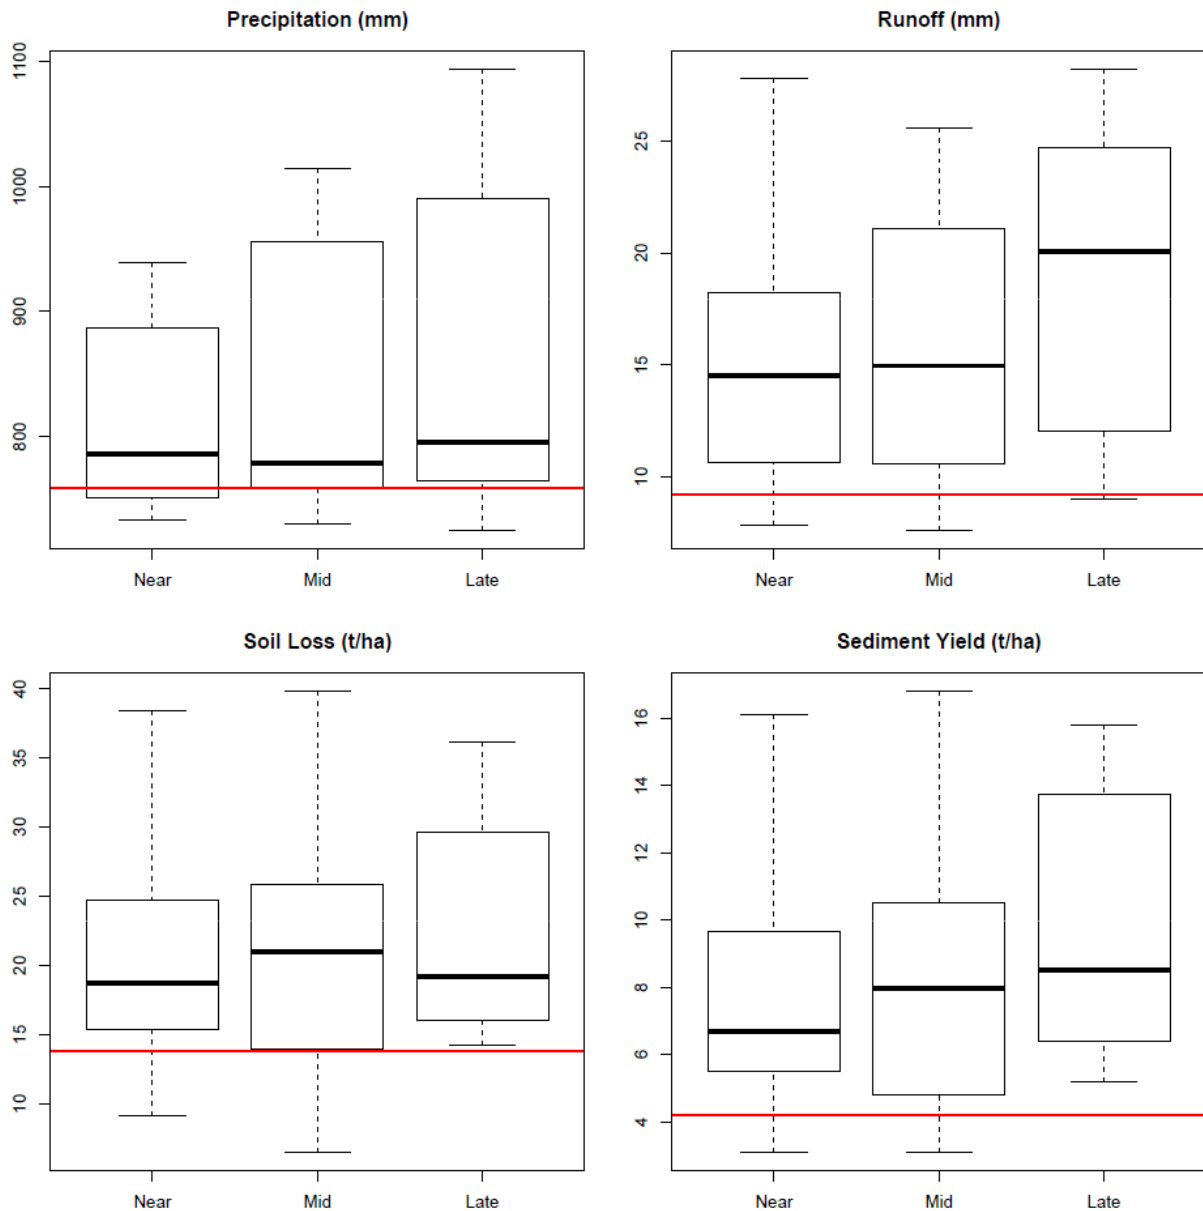 Precipitation (mm)
1100
1000
900
800
Near Mid Late
Runoff (mm)
25
20
15
10
Near Mid Late
Soil Loss (t/ha)
40
35
30
25
20
15
10
Near Mid Late
Sediment Yield (t/ha)
16
14
12
10
8
6
4
Near Mid Late